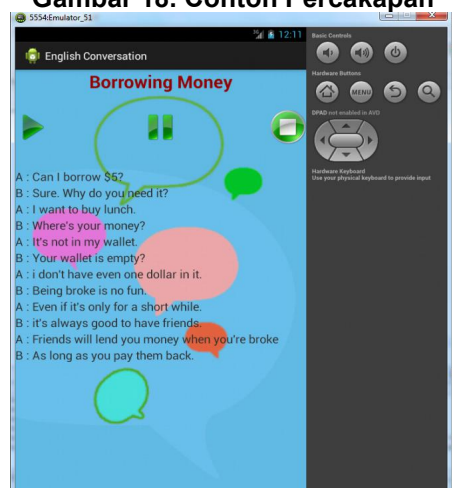 Gambar 18. Contoh Percakapan
5554:Emulator_51
12:11
English Conversation
Borrowing Money
A : Can I borrow $5?
B : Sure. Why do you need it?
A : I want to buy lunch.
B : Where's your money?
A : It's not in my wallet.
B : Your wallet is empty?
A : i don't have even one dollar in it.
B : Being broke is no fun.
A : Even if it's only for a short while.
B : it's always good to have friends.
A : Friends will lend you money when you're broke
B : As long as you pay them back.
Basic Controls
Hardware Buttons
MENU
DPAD not enabled in AVD
Hardware Keyboard
Use your physical keyboard to provide input